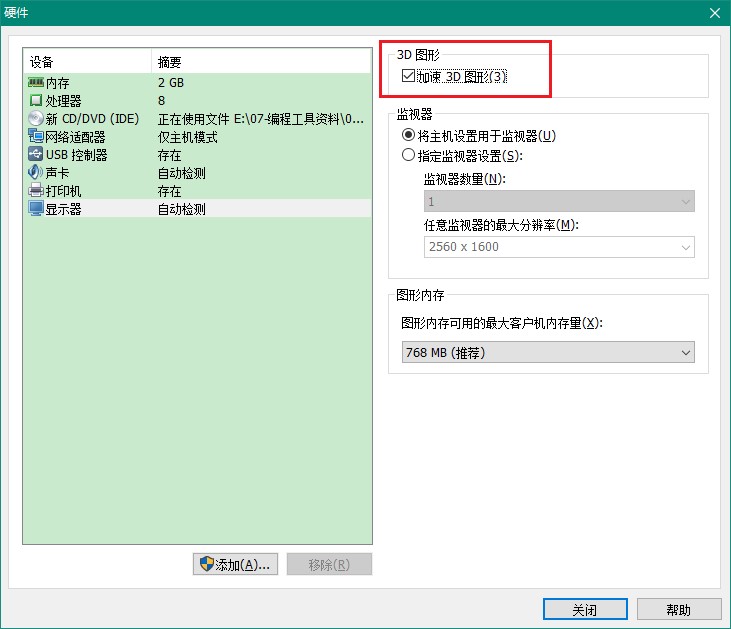 硬件
设备 摘要
内存 2 GB
处理器 8
新 CD/DVD (IDE) 正在使用文件 E:\07-编程工具资料\0...
网络适配器 仅主机模式
USB 控制器 存在
声卡 自动检测
打印机 存在
显示器 自动检测
添加(A)...
移除(R)
3D 图形
加速 3D 图形(3)
监视器
将主机设置用于监视器(U)
指定监视器设置(S):
监视器数量(N):
1
任意监视器的最大分辨率(M):
2560 x 1600
图形内存
图形内存可用的最大客户机内存量(X):
768 MB (推荐)
关闭
帮助